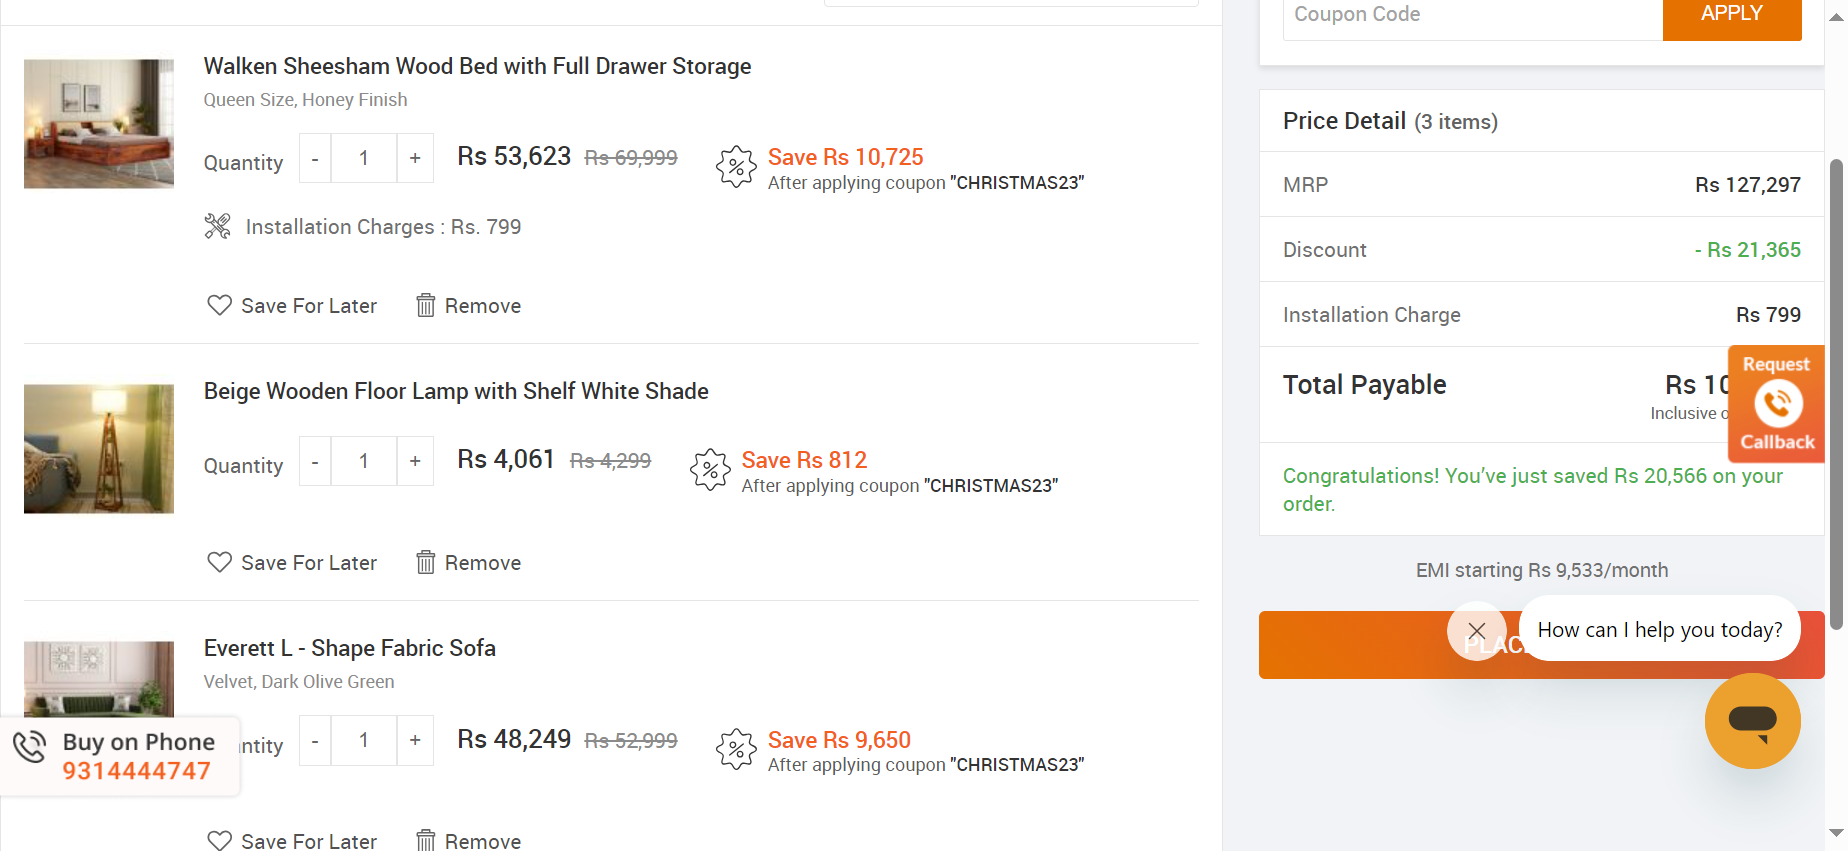 Coupon Code
APPLY
Walken Sheesham Wood Bed with Full Drawer Storage
Queen Size, Honey Finish
Quantity - 1 + Rs 53,623 Rs 69,999 Save Rs 10,725
After applying coupon "CHRISTMAS23"
Installation Charges : Rs. 799
Save For Later Remove
Beige Wooden Floor Lamp with Shelf White Shade
Quantity - 1 + Rs 4,061 Rs 4,299 Save Rs 812
After applying coupon "CHRISTMAS23"
Save For Later Remove
Everett L - Shape Fabric Sofa
Velvet, Dark Olive Green
ntity - 1 + Rs 48,249 Rs 52,999 Save Rs 9,650
After applying coupon "CHRISTMAS23"
Save For Later Remove
Buy on Phone
9314444747
Price Detail (3 items)
MRP Rs 127,297
Discount - Rs 21,365
Installation Charge Rs 799
Total Payable Rs 10
Inclusive o
Request
Callback
Congratulations! You’ve just saved Rs 20,566 on your
order.
EMI starting Rs 9,533/month
PLAC
How can I help you today?